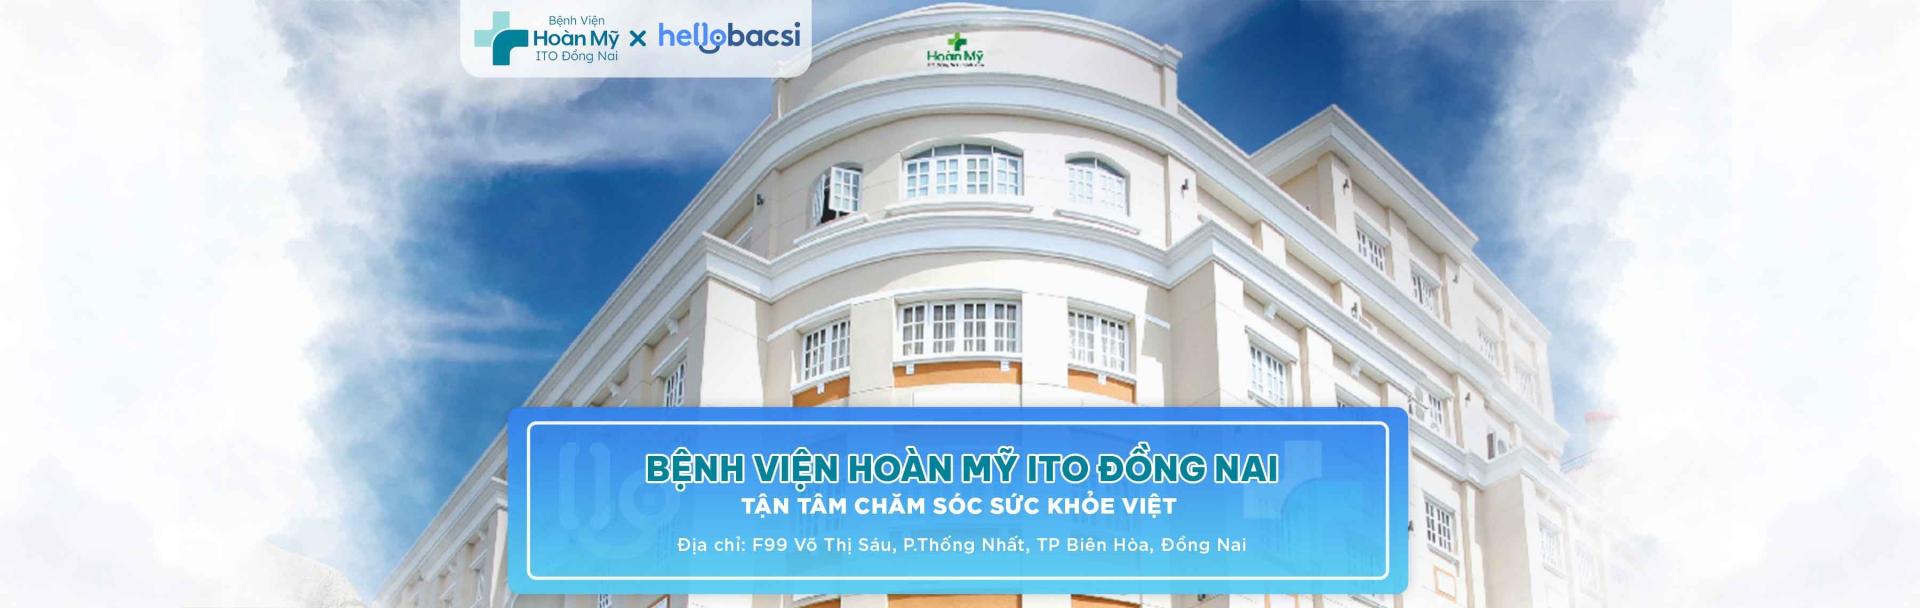 Bệnh Viện
Hoàn Mỹ
ITO Đồng Nai
x
hellobacsi
Hoàn Mỹ
BỆNH VIỆN HOÀN MỸ ITO ĐỒNG NAI
TẬN TÂM CHĂM SÓC SỨC KHỎE VIỆT
Địa chỉ: F99 Võ Thị Sáu, P.Thống Nhất, TP Biên Hòa, Đồng Nai